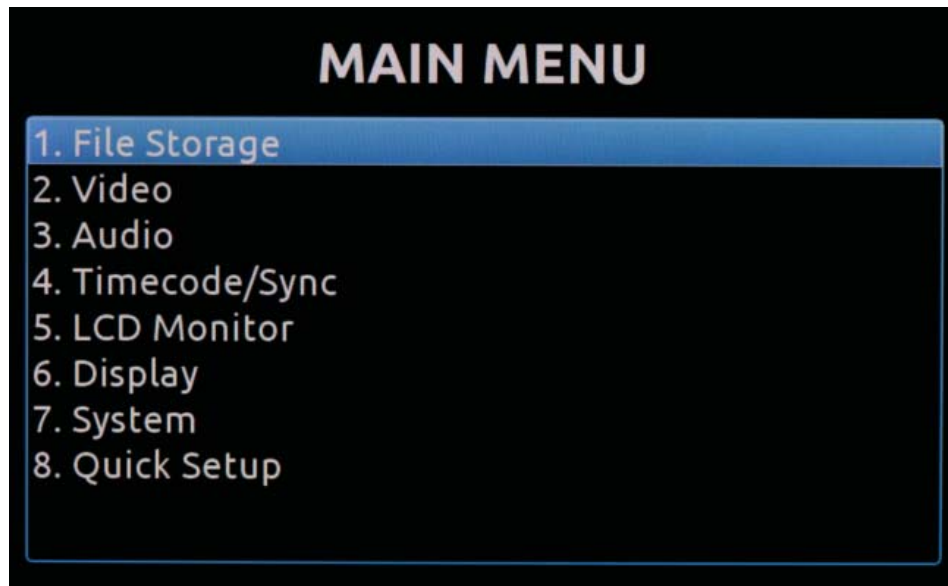 MAIN MENU
1. File Storage
2. Video
3. Audio
4. Timecode/Sync
5. LCD Monitor
6. Display
7. System
8. Quick Setup